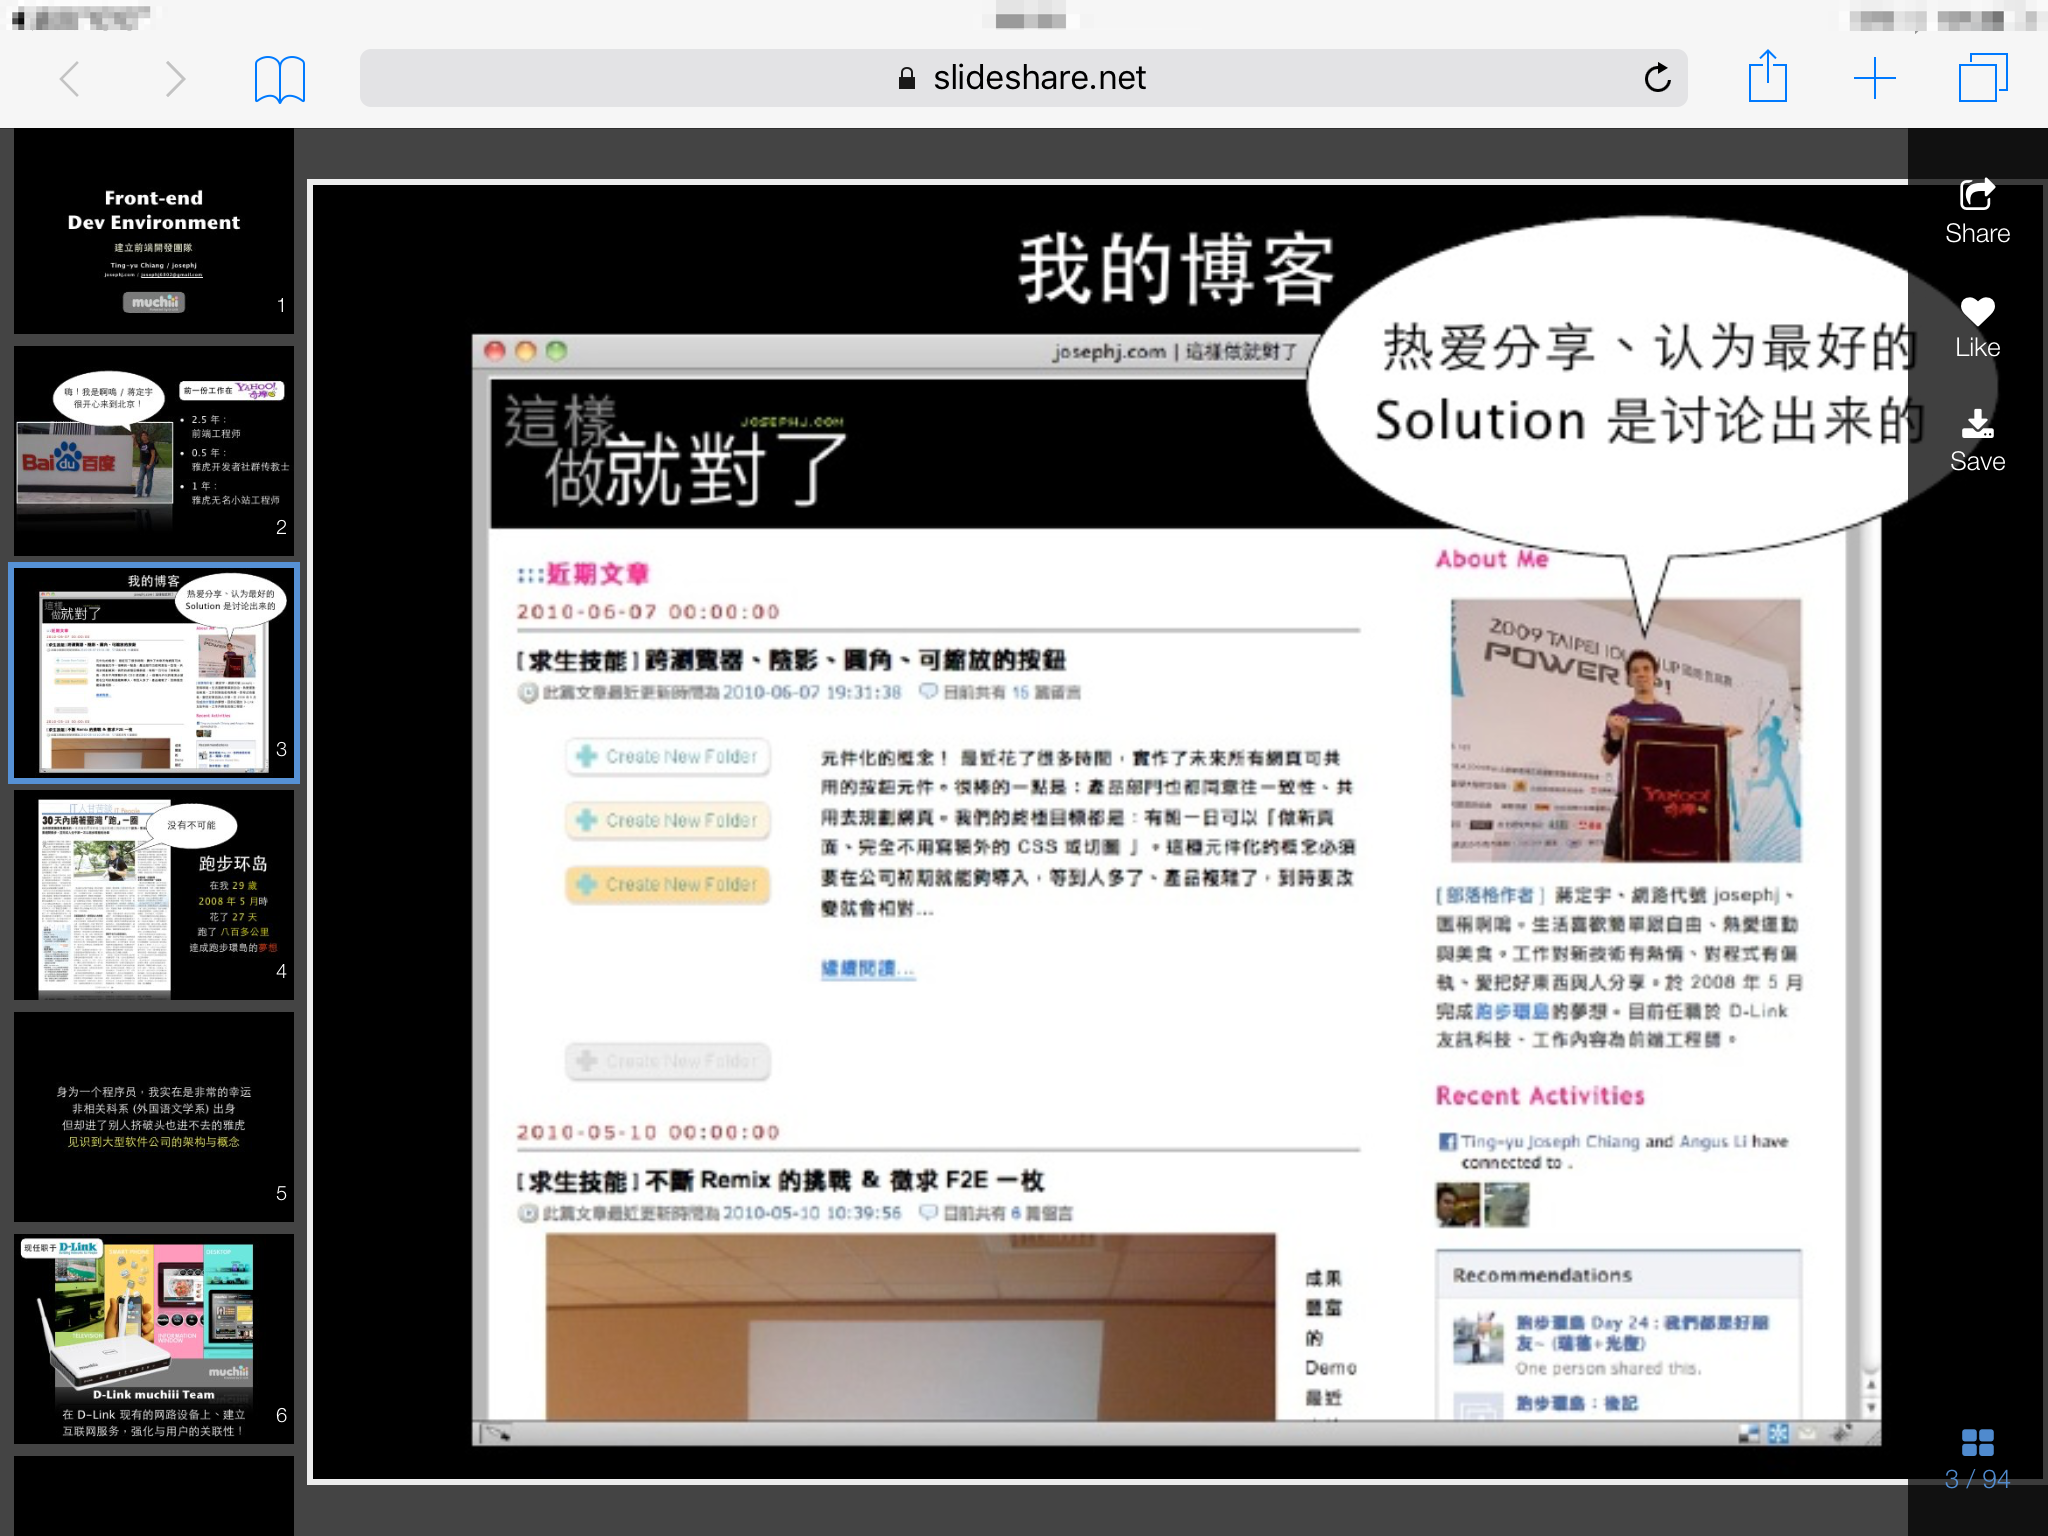 slideshare.net
Front-end
Dev Environment
建立前端開發團隊
Ting-yu Chiang / josephj
muchiii
1
嗨！我是啊嗚 / 蔣定宇
很开心来到北京！
前一份工作在 YAHOO! 奇摩
Bai du 百度
2.5 年：
前端工程师
0.5 年：
雅虎开发者社群传教士
1 年：
雅虎无名小站工程师
2
我的博客
热爱分享、认为最好的
Solution 是讨论出来的
3
30天內繞著臺灣「跑」一圈
没有不可能
跑步环岛
在我 29 歲
2008 年 5 月時
花了 27 天
跑了 八百多公里
達成跑步環島的夢想
4
身为一个程序员，我实在是非常的幸运
非相关科系 (外国语文学系) 出身
但却进了别人挤破头也进不去的雅虎
见识到大型软件公司的架构与概念
5
现任职于 D-Link
SMART PHONE
DESKTOP
TELEVISION
INFORMATION WINDOW
muchiii
D-Link muchiii Team
在 D-Link 现有的网路设备上、建立
互联网服务，强化与用户的关联性！
6
我的博客
热爱分享、认为最好的
Solution 是讨论出来的
josephj.com | 這樣做就對了
JOSEPHJ.COM
這樣
做就對了
:::近期文章
2010-06-07 00:00:00
[求生技能] 跨瀏覽器、陰影、圓角、可縮放的按鈕
此篇文章最近更新時間為 2010-06-07 19:31:38 目前共有 15 篇留言
Create New Folder
Create New Folder
Create New Folder
元件化的概念！ 最近花了很多時間，實作了未來所有網頁可共
用的按鈕元件。很棒的一點是：產品部門也都同意往一致性、共
用去規劃網頁。我們的終極目標都是：有朝一日可以「做新頁
面、完全不用寫額外的 CSS 或切圖 」。這種元件化的概念必須
要在公司初期就能夠導入，等到人多了、產品複雜了，到時要改
變就會相對...
繼續閱讀...
Create New Folder
2010-05-10 00:00:00
[求生技能] 不斷 Remix 的挑戰 & 徵求 F2E 一枚
此篇文章最近更新時間為 2010-05-10 10:39:56 目前共有 6 篇留言
成果
豐富
的
Demo
最近
About Me
2009 TAIPEI
POWER UP!
YAHOO!
奇摩
[部落格作者] 蔣定宇、網路代號 josephj、
匿稱啊嗚。生活喜歡簡單跟自由、熱愛運動
與美食。工作對新技術有熱情、對程式有偏
執、愛把好東西與人分享。於 2008 年 5 月
完成跑步環島的夢想。目前任職於 D-Link
友訊科技、工作內容為前端工程師。
Recent Activities
Ting-yu Joseph Chiang and Angus Li have
connected to .
Recommendations
跑步環島 Day 24 : 我們都是好朋
友~ (瑞穗+光復)
One person shared this.
跑步環島：後記
Share
Like
Save
3 / 94